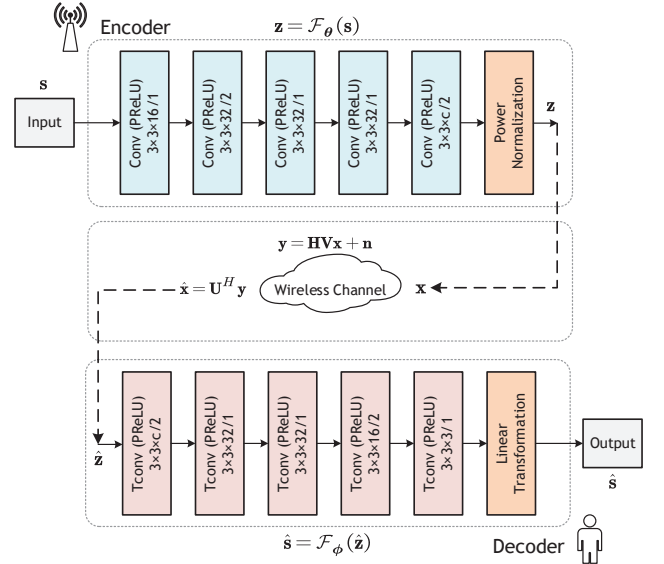 Encoder
𝐳 = ℱ_𝜽(𝐬)
𝐬
Input
Conv (PReLU)
3×3×16/1
Conv (PReLU)
3×3×32/2
Conv (PReLU)
3×3×32/1
Conv (PReLU)
3×3×32/1
Conv (PReLU)
3×3×c/2
Power
Normalization
𝐳
𝐲 = 𝐇𝐕𝐱 + 𝐧
𝐱̂ = 𝐔^H 𝐲
Wireless Channel
𝐱
𝐳̂
Tconv (PReLU)
3×3×c/2
Tconv (PReLU)
3×3×32/1
Tconv (PReLU)
3×3×32/1
Tconv (PReLU)
3×3×16/2
Tconv (PReLU)
3×3×3/1
Linear
Transformation
Output
𝐬̂
𝐬̂ = ℱ_𝝓(𝐳̂)
Decoder